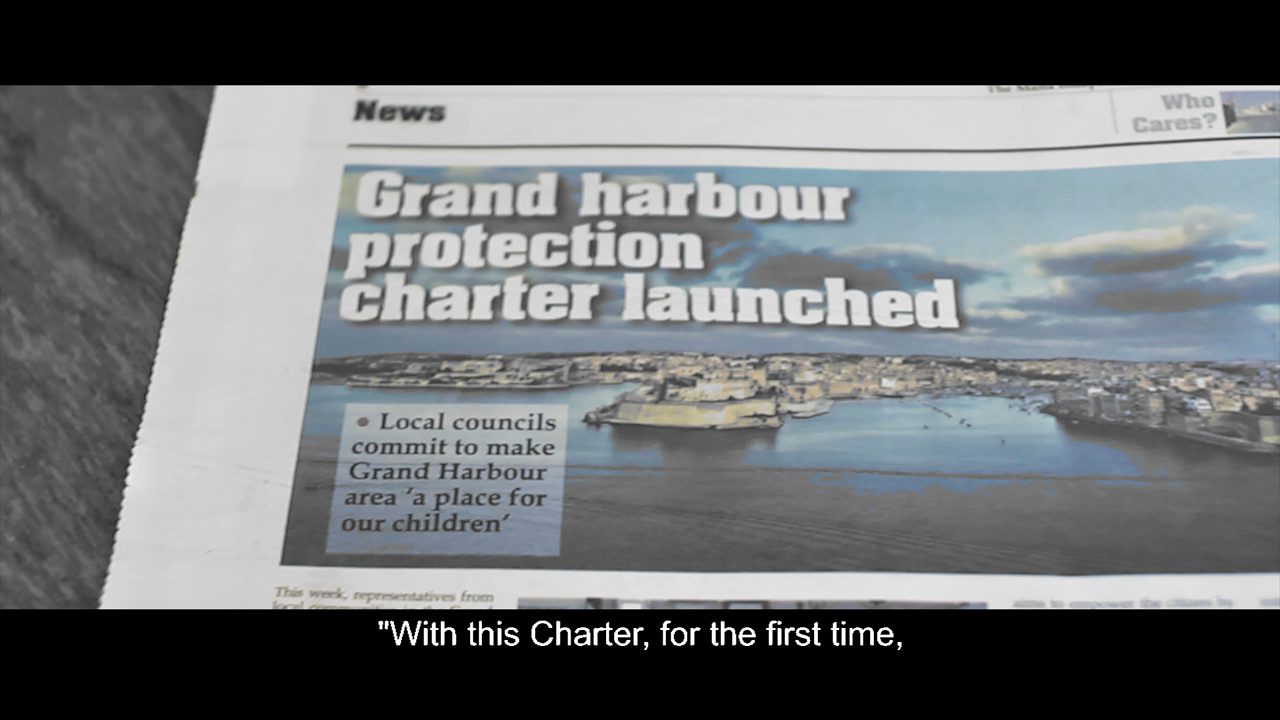 News
Who
Cares?
Grand harbour
protection
charter launched
• Local councils
commit to make
Grand Harbour
area 'a place for
our children'
This week, representatives from
"With this Charter, for the first time,